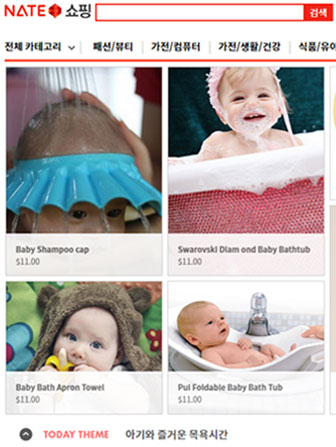 NATE 쇼핑
검색
전체 카테고리 패션/뷰티 가전/컴퓨터 가전/생활/건강 식품/유아
Baby Shampoo cap
$11.00
Swarovski Diam ond Baby Bathtub
$11.00
Baby Bath Apron Towel
$11.00
Pul Foldable Baby Bath Tub
$11.00
TODAY THEME 아기와 즐거운 목욕시간